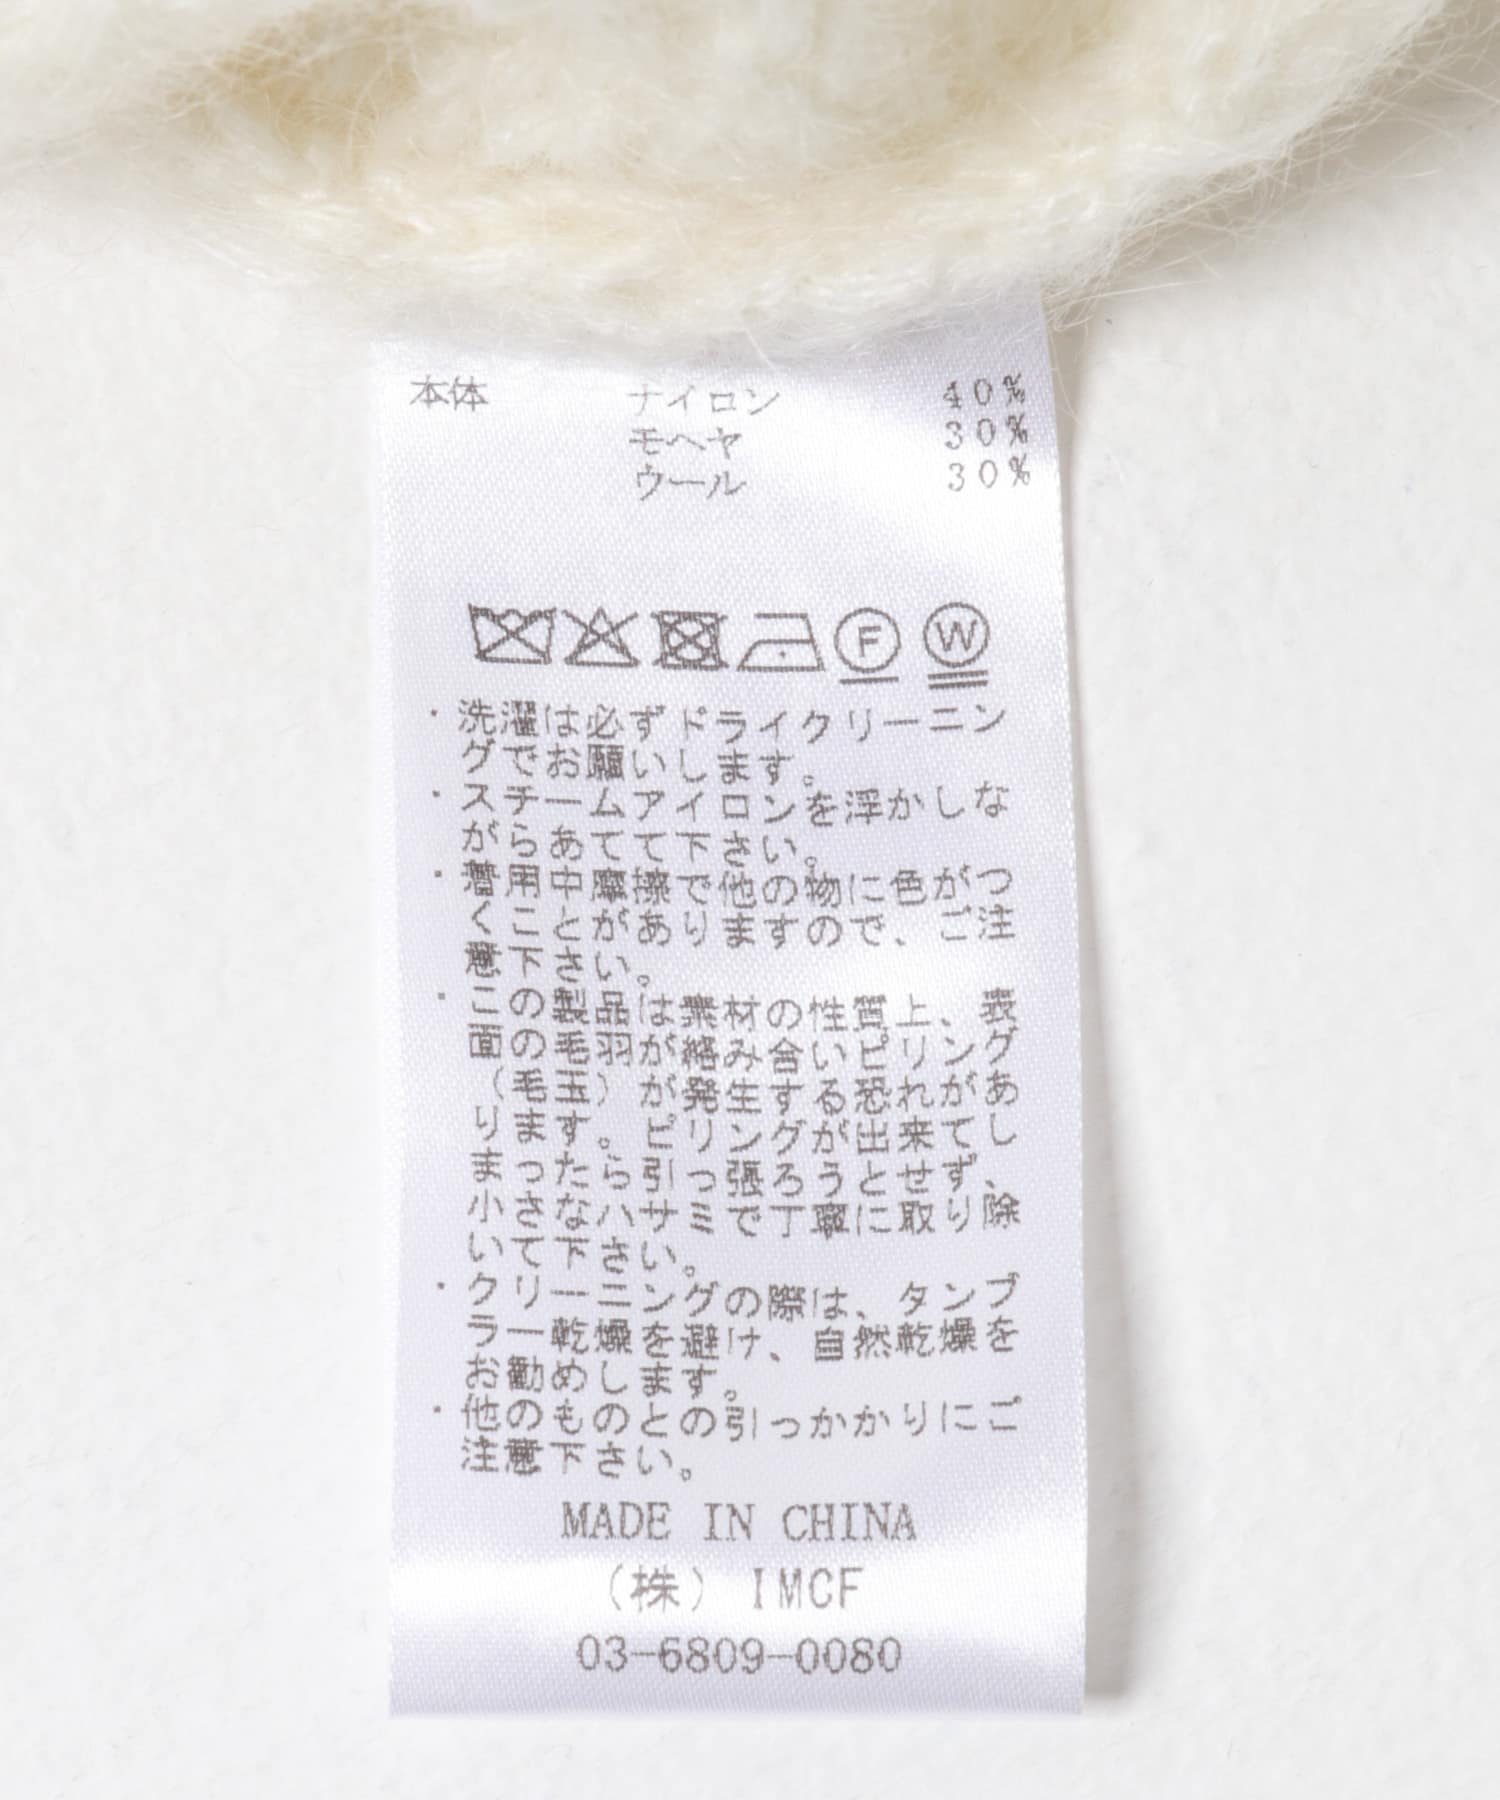 本体 ナイロン 40%
モヘヤ 30%
ウール 30%
F W
・洗濯は必ずドライクリーニン
グでお願いします。
・スチームアイロンを浮かしな
がらあてて下さい。
・着用中摩擦で他の物に色がつ
くことがありますので、ご注
意下さい。
・この製品は素材の性質上、表
面の毛羽が絡み合いピリング
(毛玉)が発生する恐れがあ
ります。ピリングが出来てし
まったら引っ張ろうとせず、
小さなハサミで丁寧に取り除
いて下さい。
・クリーニングの際は、タンブ
ラー乾燥を避け、自然乾燥を
お勧めします。
・他のものとの引っかかりにご
注意下さい。
MADE IN CHINA
(株) IMCF
03-6809-0080